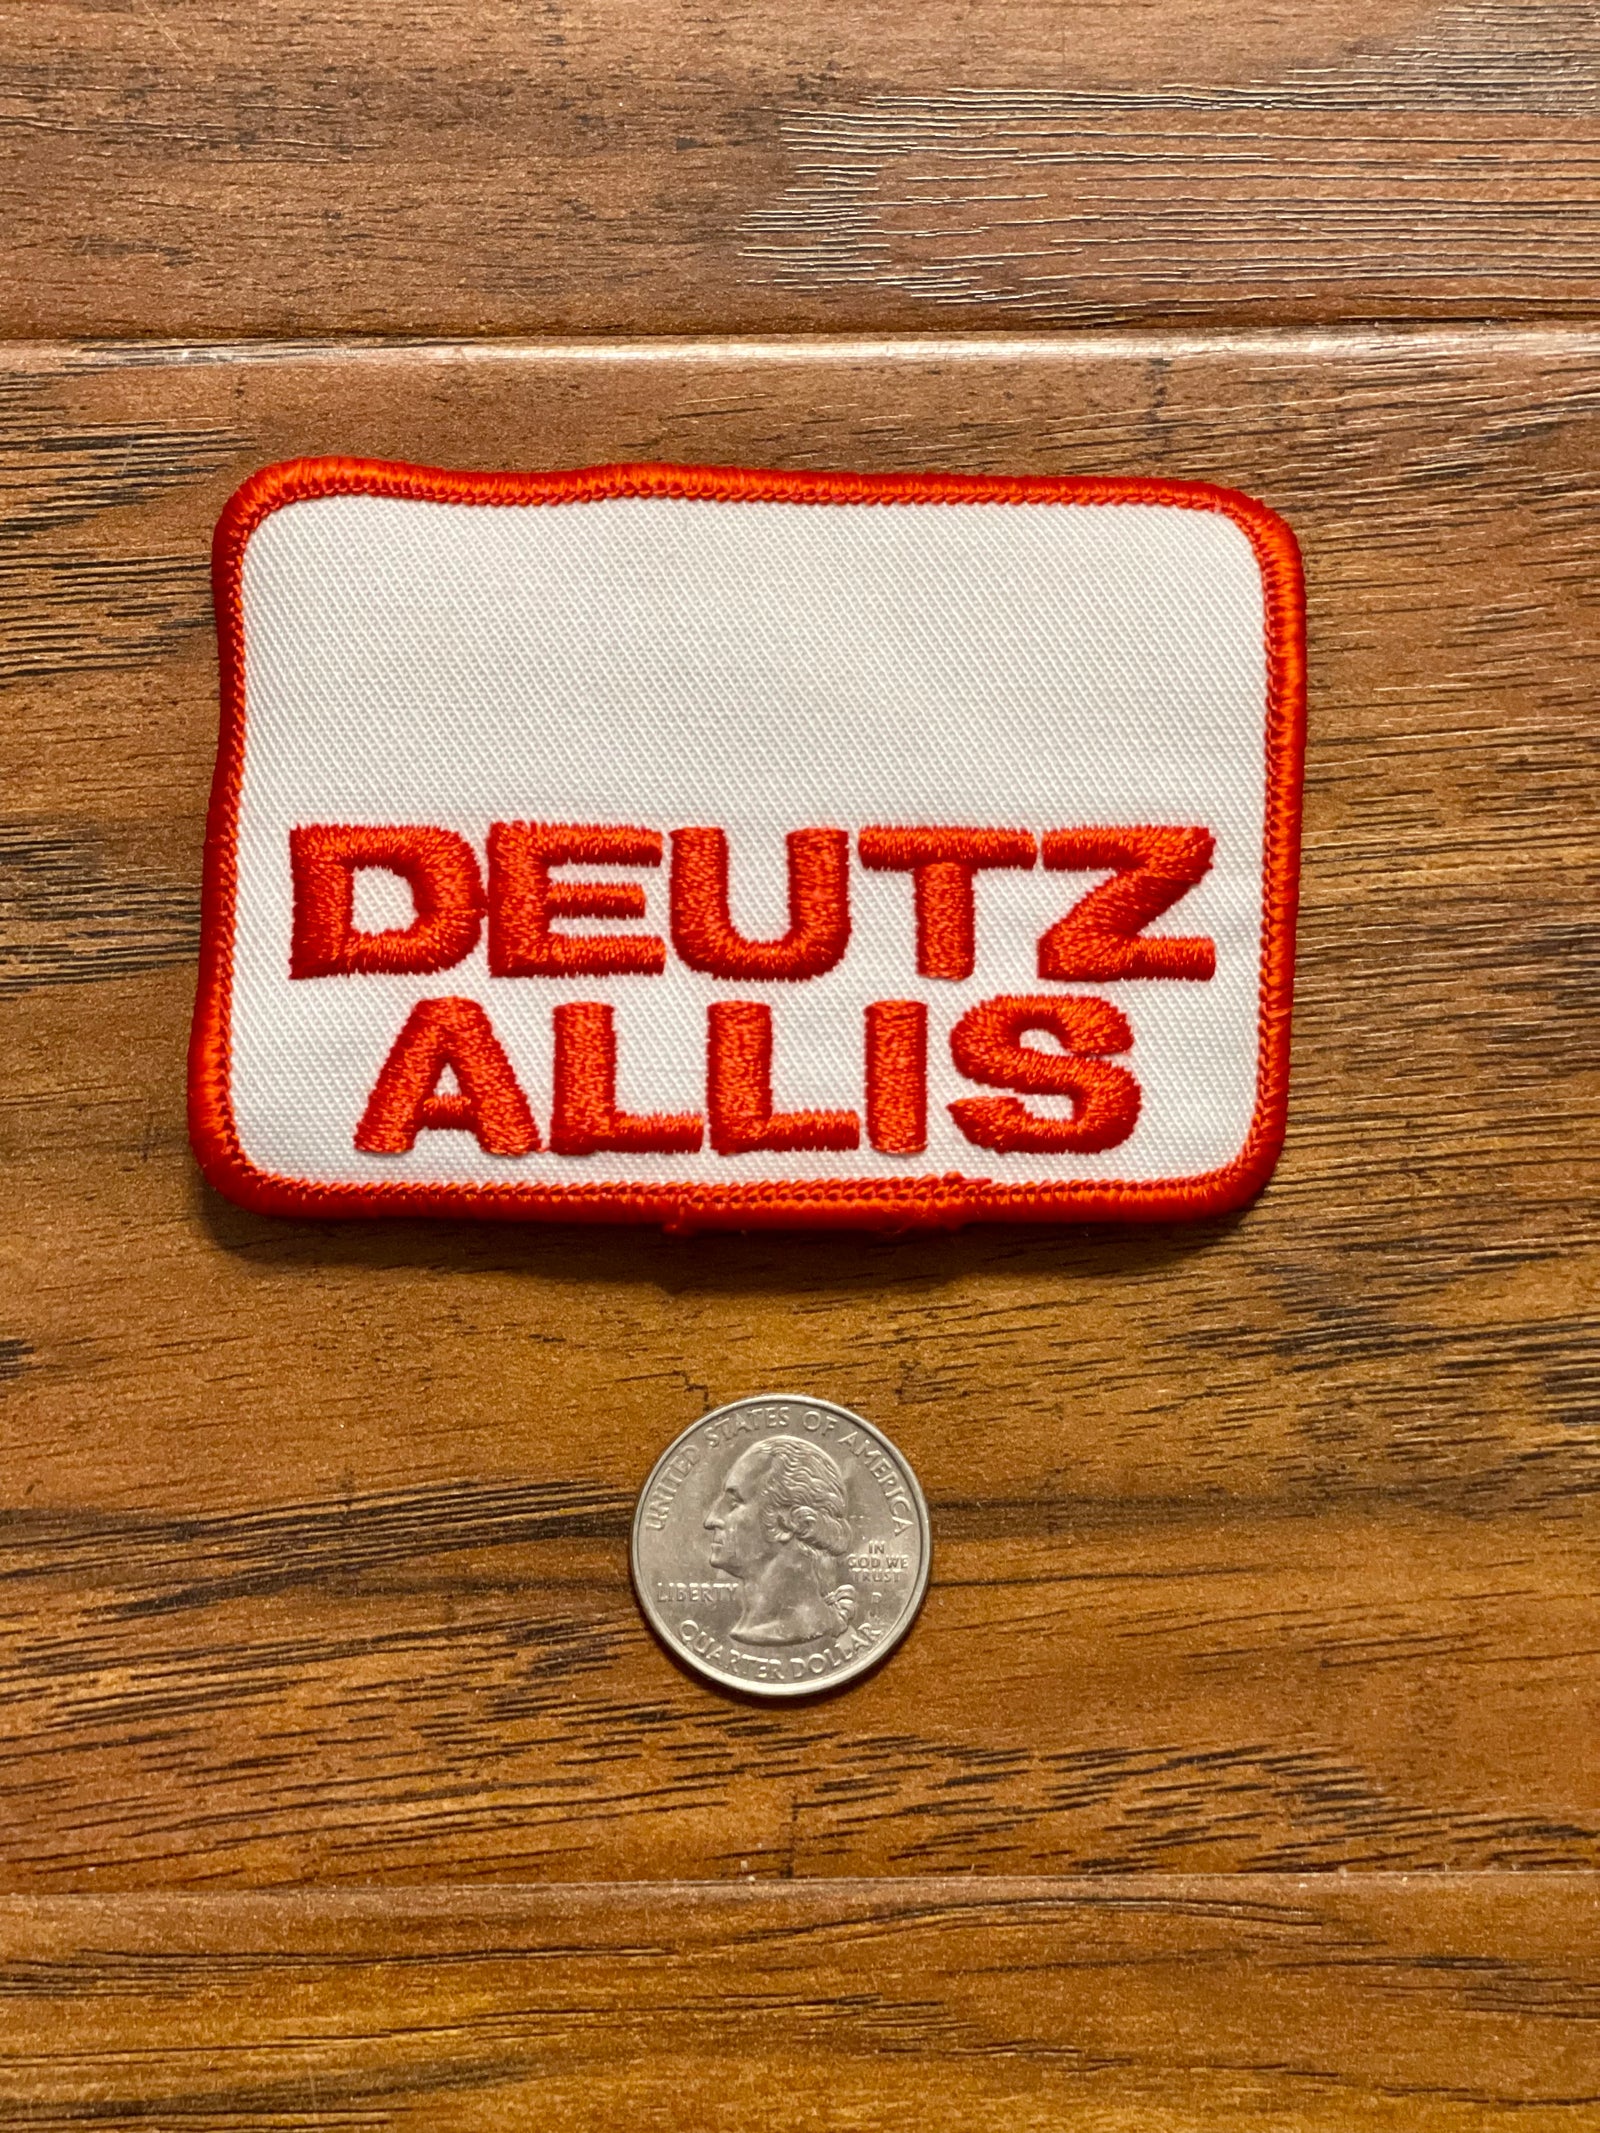 DEUTZ
ALLIS
UNITED STATES OF AMERICA
IN
GOD WE
TRUST
LIBERTY
D
QUARTER DOLLAR